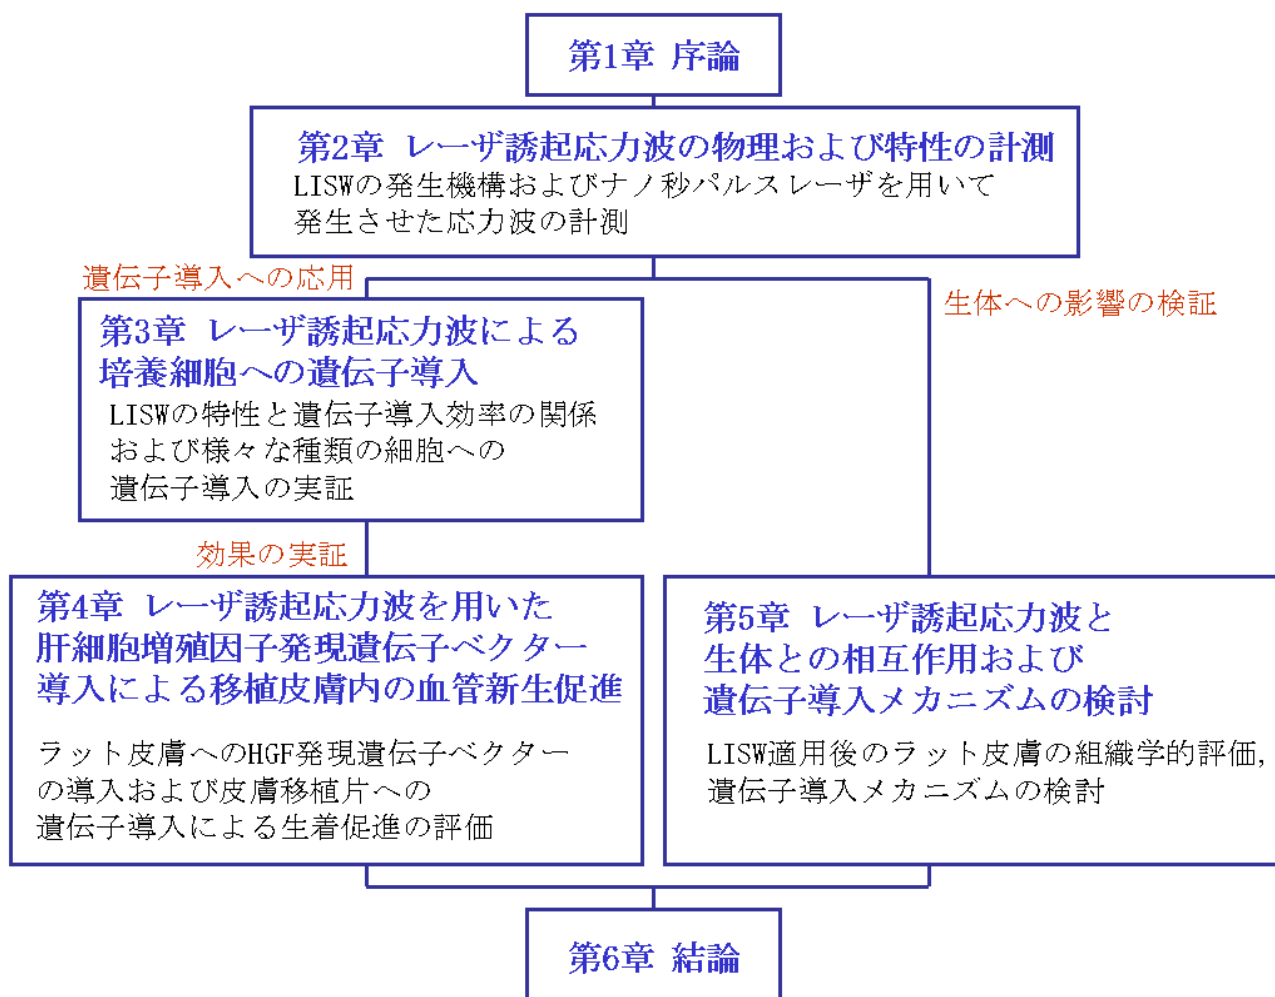 第1章 序論
第2章 レーザ誘起応力波の物理および特性の計測
LISWの発生機構およびナノ秒パルスレーザを用いて
発生させた応力波の計測
遺伝子導入への応用
生体への影響の検証
第3章 レーザ誘起応力波による
培養細胞への遺伝子導入
LISWの特性と遺伝子導入効率の関係
および様々な種類の細胞への
遺伝子導入の実証
効果の実証
第4章 レーザ誘起応力波を用いた
肝細胞増殖因子発現遺伝子ベクター
導入による移植皮膚内の血管新生促進
ラット皮膚へのHGF発現遺伝子ベクター
の導入および皮膚移植片への
遺伝子導入による生着促進の評価
第5章 レーザ誘起応力波と
生体との相互作用および
遺伝子導入メカニズムの検討
LISW適用後のラット皮膚の組織学的評価,
遺伝子導入メカニズムの検討
第6章 結論